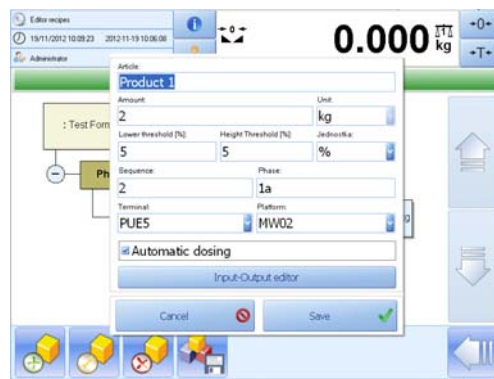 Editor recipes
19/11/2012 10:09:23 2012-11-19 10:06:08
Administrator
→0←
0.000 kg
→0←
→T←
: Test Form
Ph
Article:
Product 1
Amount: Unit:
2 kg
Lower threshold [%]: Height Threshold [%]: Jednostka:
5 5 %
Sequence: Phase:
2 1a
Terminal: Platform:
PUE5 MW02
Automatic dosing
Input-Output editor
Cancel Save